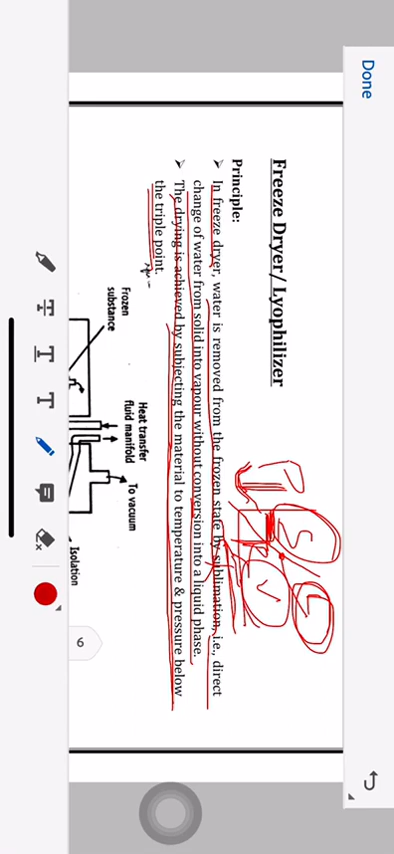 Done
Freeze Dryer/ Lyophilizer
Principle:
➤ In freeze dryer, water is removed from the frozen state by sublimation, i.e., direct
change of water from solid into vapour without conversion into a liquid phase.
➤ The drying is achieved by subjecting the material to temperature & pressure below
the triple point.
Frozen
substance
Heat transfer
fluid manifold
To vacuum
Isolation
P
S
L
V
6
T
T
T